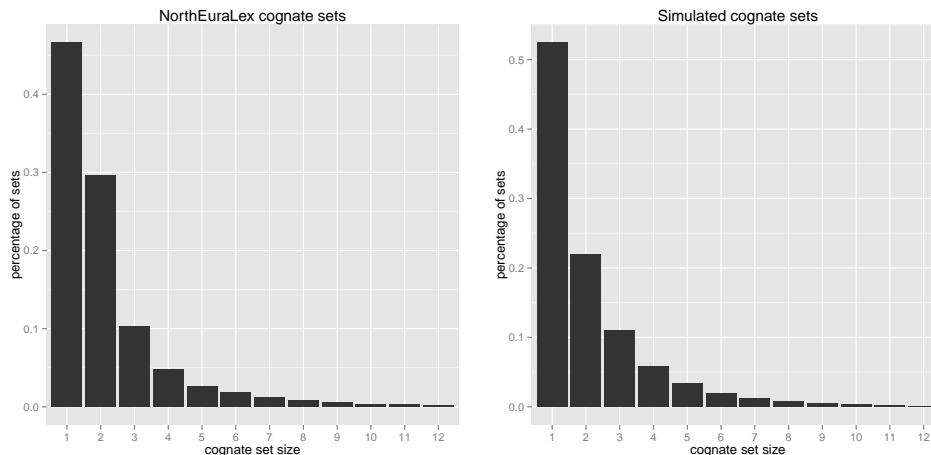 NorthEuraLex cognate sets
percentage of sets
0.4
0.3
0.2
0.1
0.0
1 2 3 4 5 6 7 8 9 10 11 12
cognate set size
Simulated cognate sets
percentage of sets
0.5
0.4
0.3
0.2
0.1
0.0
1 2 3 4 5 6 7 8 9 10 11 12
cognate set size